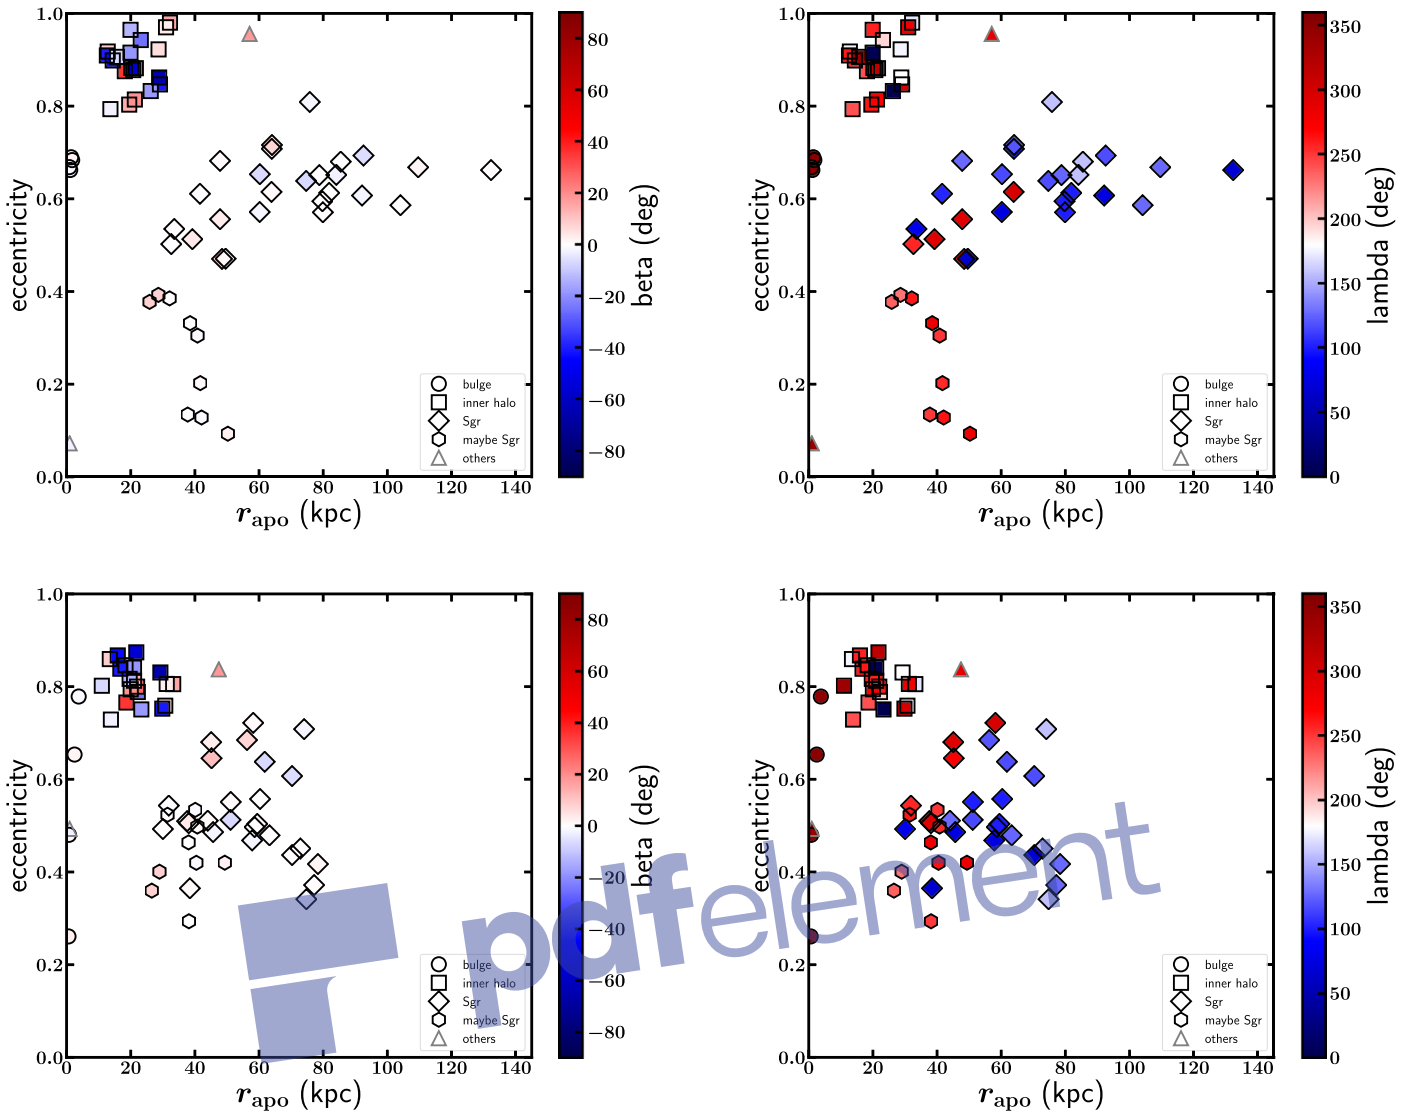 1.0
0.8
0.6
0.4
0.2
0.0
eccentricity
0 20 40 60 80 100 120 140
r_apo (kpc)
bulge
inner halo
Sgr
maybe Sgr
others
80
60
40
20
0
−20
−40
−60
−80
beta (deg)
1.0
0.8
0.6
0.4
0.2
0.0
eccentricity
0 20 40 60 80 100 120 140
r_apo (kpc)
bulge
inner halo
Sgr
maybe Sgr
others
350
300
250
200
150
100
50
0
lambda (deg)
1.0
0.8
0.6
0.4
0.2
0.0
eccentricity
0 20 40 60 80 100 120 140
r_apo (kpc)
bulge
inner halo
Sgr
maybe Sgr
others
80
60
40
20
0
−20
−40
−60
−80
beta (deg)
1.0
0.8
0.6
0.4
0.2
0.0
eccentricity
0 20 40 60 80 100 120 140
r_apo (kpc)
bulge
inner halo
Sgr
maybe Sgr
others
350
300
250
200
150
100
50
0
lambda (deg)
pdfelement